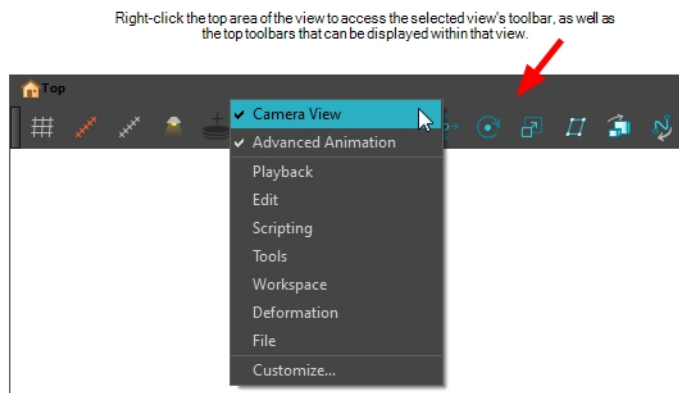 Right-click the top area of the view to access the selected view's toolbar, as well as
the top toolbars that can be displayed within that view.
Top
Camera View
Advanced Animation
Playback
Edit
Scripting
Tools
Workspace
Deformation
File
Customize...